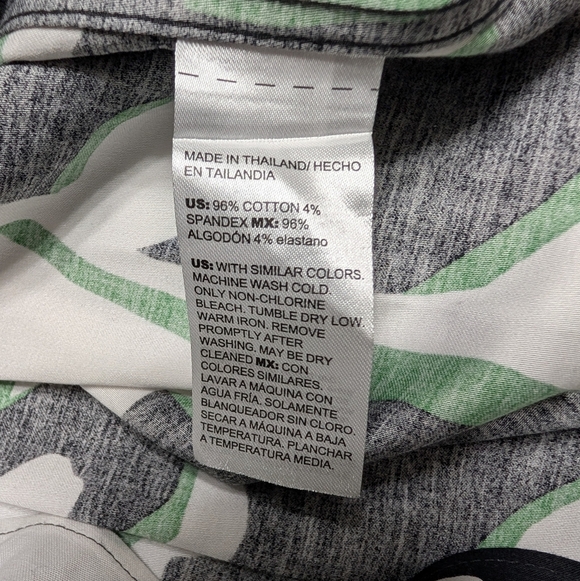 MADE IN THAILAND/ HECHO
EN TAILANDIA
US: 96% COTTON 4%
SPANDEX MX: 96%
ALGODÓN 4% elastano
US: WITH SIMILAR COLORS.
MACHINE WASH COLD.
ONLY NON-CHLORINE
BLEACH. TUMBLE DRY LOW.
WARM IRON. REMOVE
PROMPTLY AFTER
WASHING. MAY BE DRY
CLEANED MX: CON
COLORES SIMILARES.
LAVAR A MÁQUINA CON
AGUA FRÍA. SOLAMENTE
BLANQUEADOR SIN CLORO.
SECAR A MÁQUINA A BAJA
TEMPERATURA. PLANCHAR
A TEMPERATURA MEDIA.